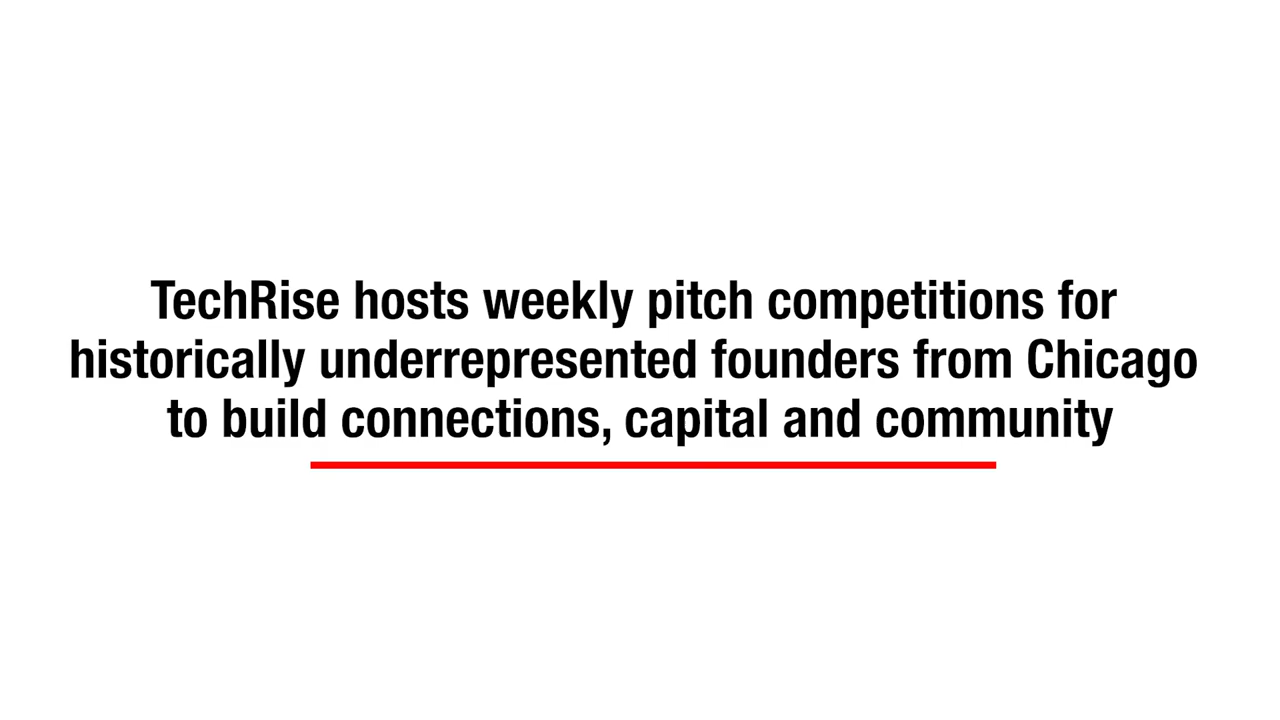 TechRise hosts weekly pitch competitions for
historically underrepresented founders from Chicago
to build connections, capital and community